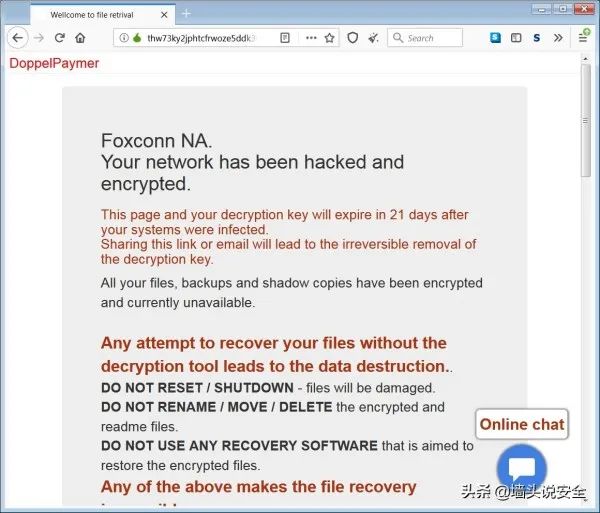 Wellcome to file retrival
thw73ky2jphtcfrwoze5ddk
Search
DoppelPaymer
Foxconn NA.
Your network has been hacked and
encrypted.
This page and your decryption key will expire in 21 days after
your systems were infected.
Sharing this link or email will lead to the irreversible removal of
the decryption key.
All your files, backups and shadow copies have been encrypted
and currently unavailable.
Any attempt to recover your files without the
decryption tool leads to the data destruction..
DO NOT RESET / SHUTDOWN - files will be damaged.
DO NOT RENAME / MOVE / DELETE the encrypted and
readme files.
DO NOT USE ANY RECOVERY SOFTWARE that is aimed to
restore the encrypted files.
Any of the above makes the file recovery
Online chat
头条 @墙头说安全